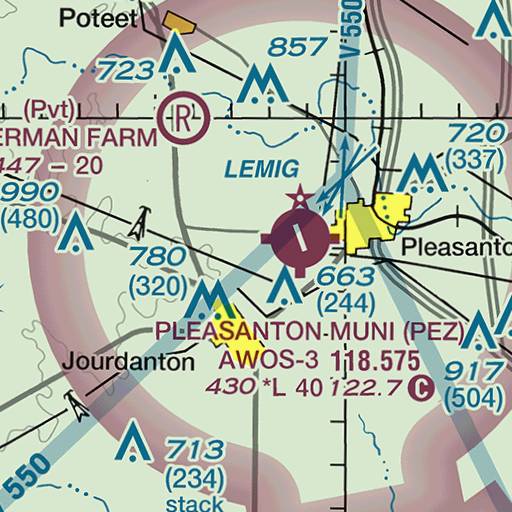 Poteet
V 550
857
723
(Pvt)
ERMAN FARM
447 – 20
R
720
(337)
LEMIG
990
(480)
Pleasanto
780
(320)
663
(244)
PLEASANTON-MUNI (PEZ)
Jourdanton
AWOS-3 118.575
430 *L 40 122.7 C
917
(504)
713
(234)
stack
550